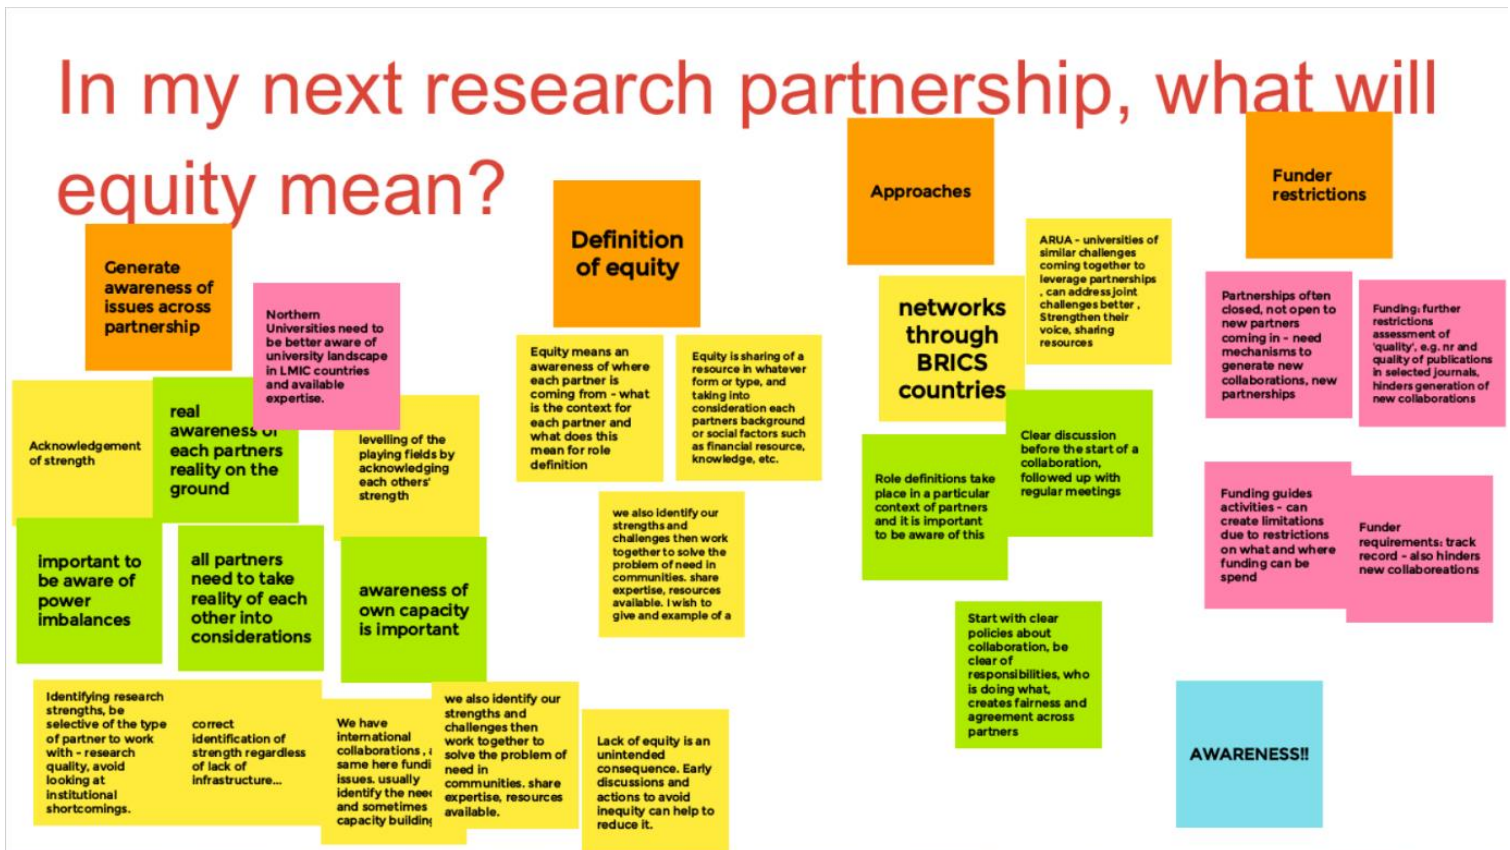 In my next research partnership, what will
equity mean?
Generate
awareness of
issues across
partnership
Northern
Universities need to
be better aware of
university landscape
in LMIC countries
and available
expertise.
Acknowledgement
of strength
real
awareness of
each partners
reality on the
ground
levelling of the
playing fields by
acknowledging
each others'
strength
important to
be aware of
power
imbalances
all partners
need to take
reality of each
other into
considerations
awareness of
own capacity
is important
Identifying research
strengths, be
selective of the type
of partner to work
with - research
quality, avoid
looking at
institutional
shortcomings.
correct
identification of
strength regardless
of lack of
infrastructure...
We have
international
collaborations ,
same here
issues. usually
identify the
and sometimes
capacity
we also identify our
strengths and
challenges then
work together to
solve the problem of
need in
communities. share
expertise, resources
available.
Lack of equity is an
unintended
consequence. Early
discussions and
actions to avoid
inequity can help to
reduce it.
Definition
of equity
Equity means an
awareness of where
each partner is
coming from - what
is the context for
each partner and
what does this
mean for role
definition
Equity is sharing of a
resource in whatever
form or type, and
taking into
consideration each
partners background
or social factors such
as financial resource,
knowledge, etc.
we also identify our
strengths and
challenges then work
together to solve the
problem of need in
communities. share
expertise, resources
available. I wish to
give and example of a
Approaches
networks
through
BRICS
countries
ARUA - universities of
similar challenges
coming together to
leverage partnerships
, can address joint
challenges better ,
Strengthen their
voice, sharing
resources
Role definitions take
place in a particular
context of partners
and it is important
to be aware of this
Clear discussion
before the start of a
collaboration,
followed up with
regular meetings
Start with clear
policies about
collaboration, be
clear of
responsibilities, who
is doing what,
creates fairness and
agreement across
partners
Funder
restrictions
Partnerships often
closed, not open to
new partners
coming in - need
mechanisms to
generate new
collaborations, new
partnerships
Funding: further
restrictions
assessment of
'quality', e.g. nr and
quality of publications
in selected journals,
hinders generation of
new collaborations
Funding guides
activities - can
create limitations
due to restrictions
on what and where
funding can be
spend
Funder
requirements: track
record - also hinders
new collaboreations
AWARENESS!!